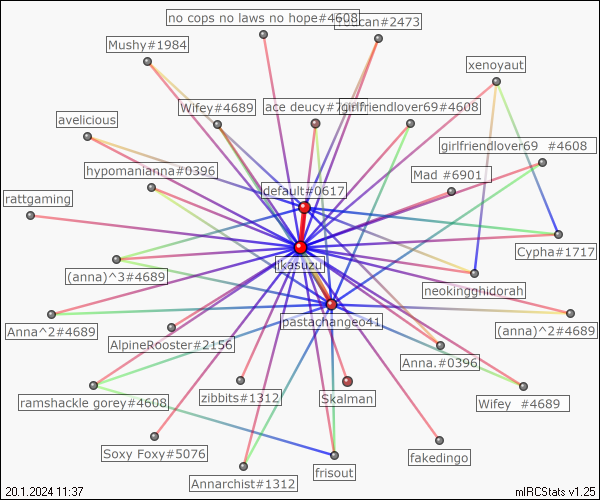 no cops no laws no hope#4608
#2473
Mushy#1984
xenoyaut
Wifey#4689
ace deucy#7
girlfriendlover69#4608
avelicious
girlfriendlover69 #4608
hypomanianna#0396
Mad #6901
default#0617
rattgaming
Cypha#1717
ikasuzu
(anna)^3#4689
neokingghidorah
pastachangeo41
Anna^2#4689
(anna)^2#4689
AlpineRooster#2156
Anna.#0396
ramshackle gorey#4608
zibbits#1312
Skalman
Wifey #4689
Soxy Foxy#5076
fakedingo
frisout
Annarchist#1312
20.1.2024 11:37
mIRCStats v1.25